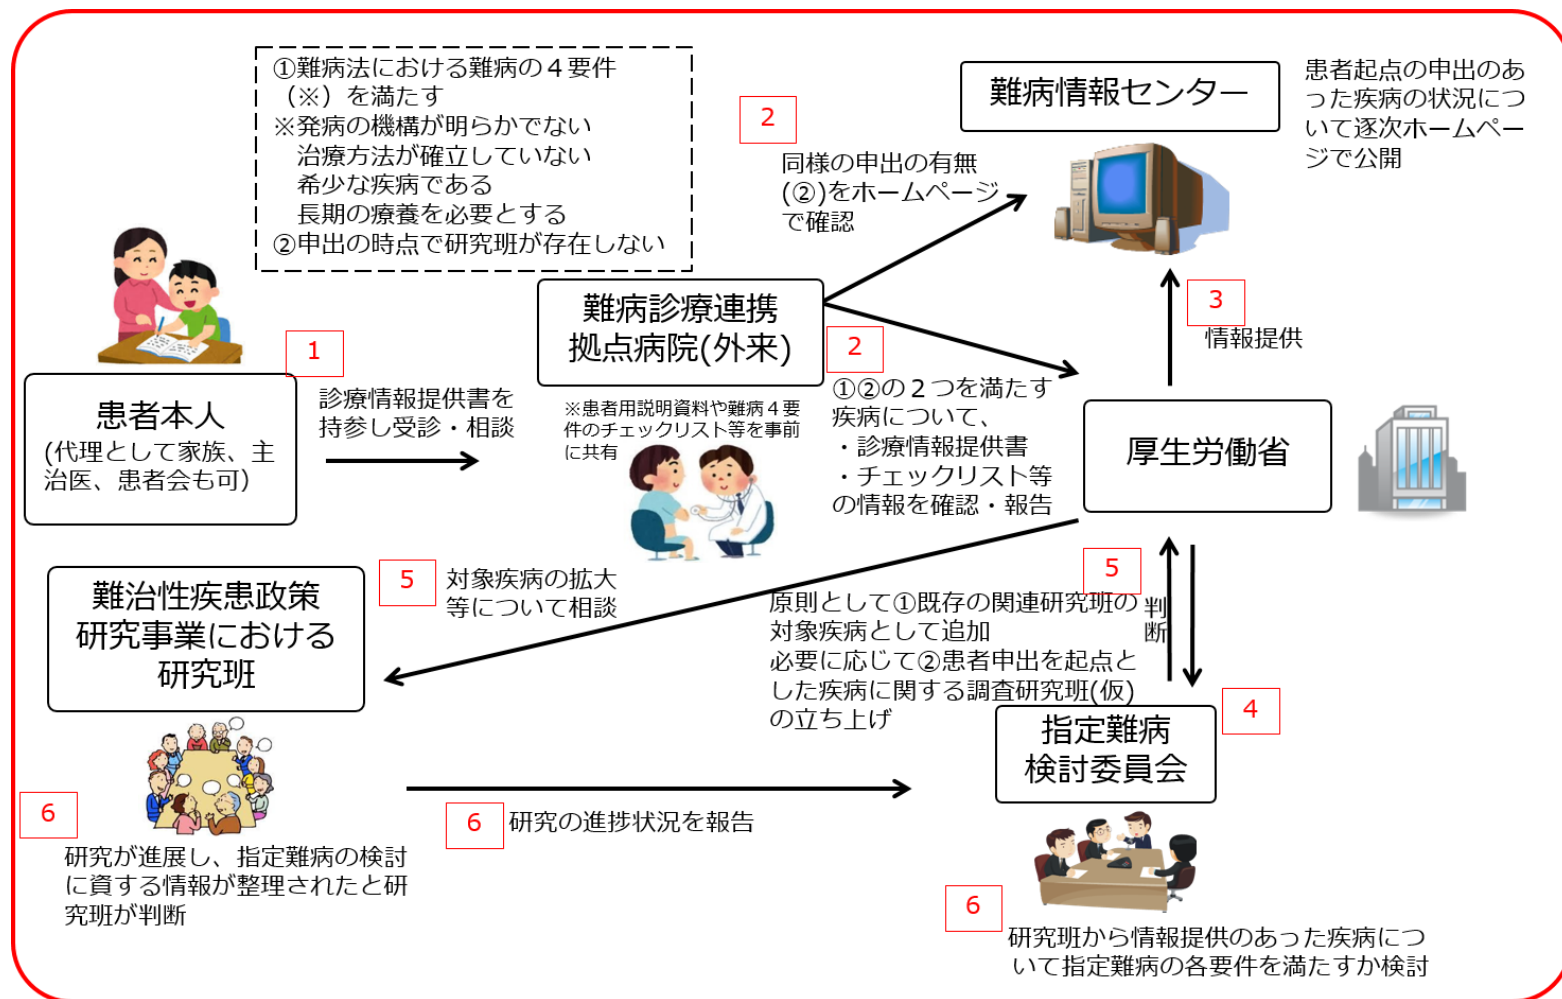 ①難病法における難病の４要件
（※）を満たす
※発病の機構が明らかでない
治療方法が確立していない
希少な疾病である
長期の療養を必要とする
②申出の時点で研究班が存在しない
2
同様の申出の有無
(②)をホームページ
で確認
難病情報センター
患者起点の申出のあ
った疾病の状況につ
いて逐次ホームペー
ジで公開
1
患者本人
(代理として家族、主
治医、患者会も可)
診療情報提供書を
持参し受診・相談
難病診療連携
拠点病院(外来)
※患者用説明資料や難病４要
件のチェックリスト等を事前
に共有
2
①②の２つを満たす
疾病について、
・診療情報提供書
・チェックリスト等
の情報を確認・報告
3
情報提供
厚生労働省
難治性疾患政策
研究事業における
研究班
5
対象疾病の拡大
等について相談
5
判断
原則として①既存の関連研究班の
対象疾病として追加
必要に応じて②患者申出を起点と
した疾病に関する調査研究班(仮)
の立ち上げ
4
指定難病
検討委員会
6
研究が進展し、指定難病の検討
に資する情報が整理されたと研
究班が判断
6
研究の進捗状況を報告
6
研究班から情報提供のあった疾病につ
いて指定難病の各要件を満たすか検討